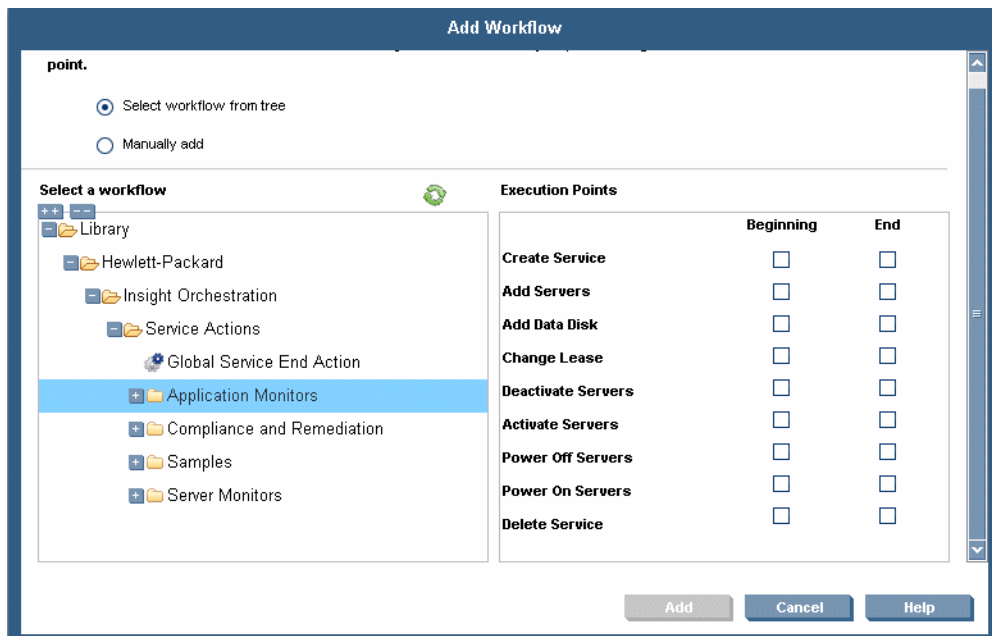 Add Workflow
point.
Select workflow from tree
Manually add
Select a workflow
Execution Points
++ --
Library
Hewlett-Packard
Insight Orchestration
Service Actions
Global Service End Action
Application Monitors
Compliance and Remediation
Samples
Server Monitors
Beginning End
Create Service
Add Servers
Add Data Disk
Change Lease
Deactivate Servers
Activate Servers
Power Off Servers
Power On Servers
Delete Service
Add Cancel Help